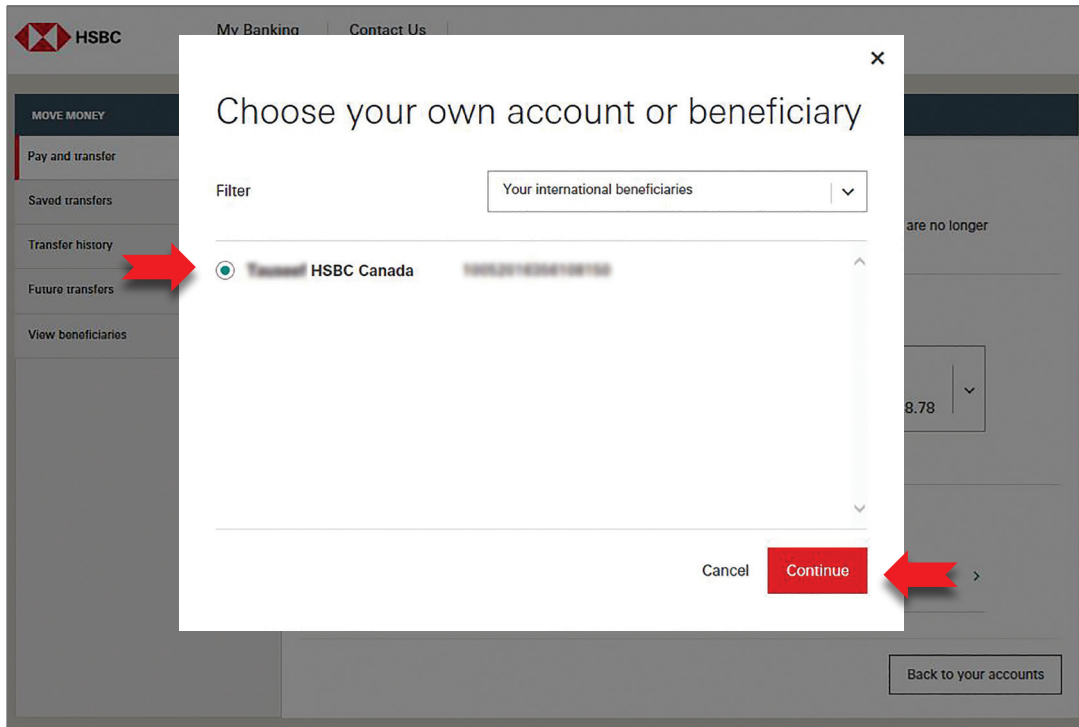 HSBC
My Banking
Contact Us
MOVE MONEY
Pay and transfer
Saved transfers
Transfer history
Future transfers
View beneficiaries
Choose your own account or beneficiary
Filter
Your international beneficiaries
HSBC Canada
Cancel
Continue
are no longer
8.78
Back to your accounts